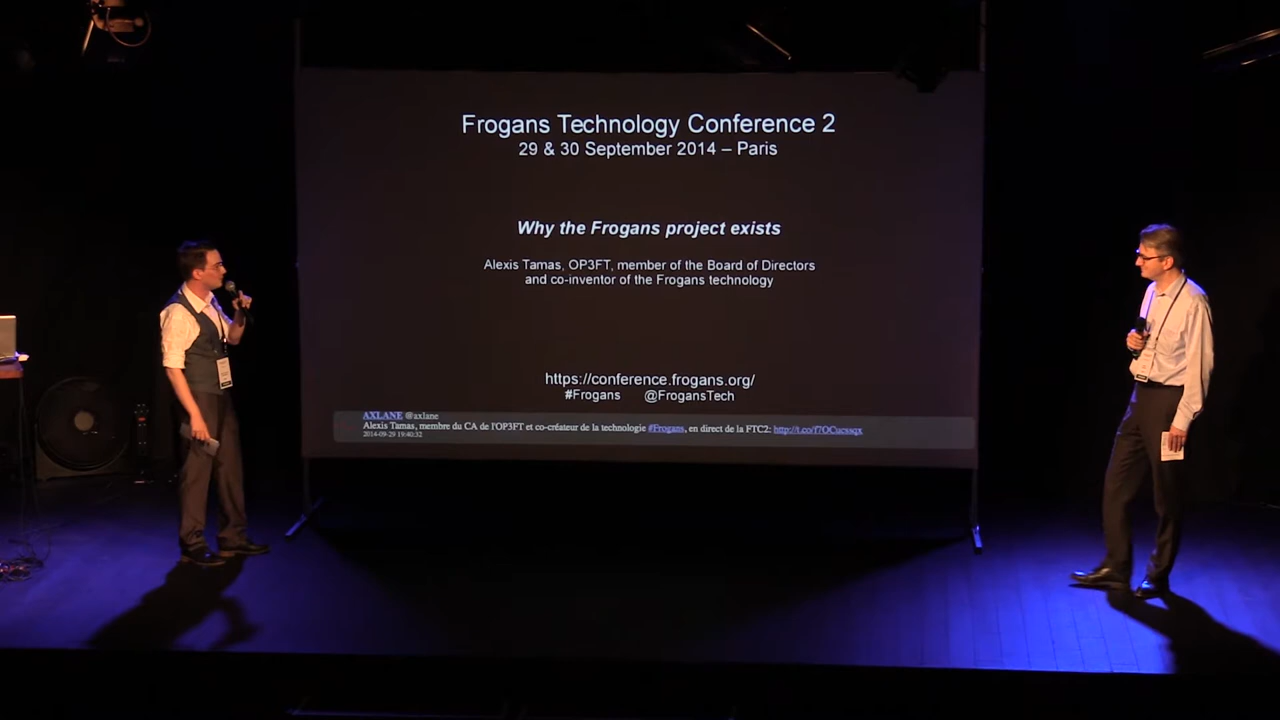 Frogans Technology Conference 2
29 & 30 September 2014 – Paris
Why the Frogans project exists
Alexis Tamas, OP3FT, member of the Board of Directors
and co-inventor of the Frogans technology
https://conference.frogans.org/
#Frogans @FrogansTech
AXLANE @axlane
Alexis Tamas, membre du CA de l'OP3FT et co-créateur de la technologie #Frogans, en direct de la FTC2:
2014-09-29 19:40:32